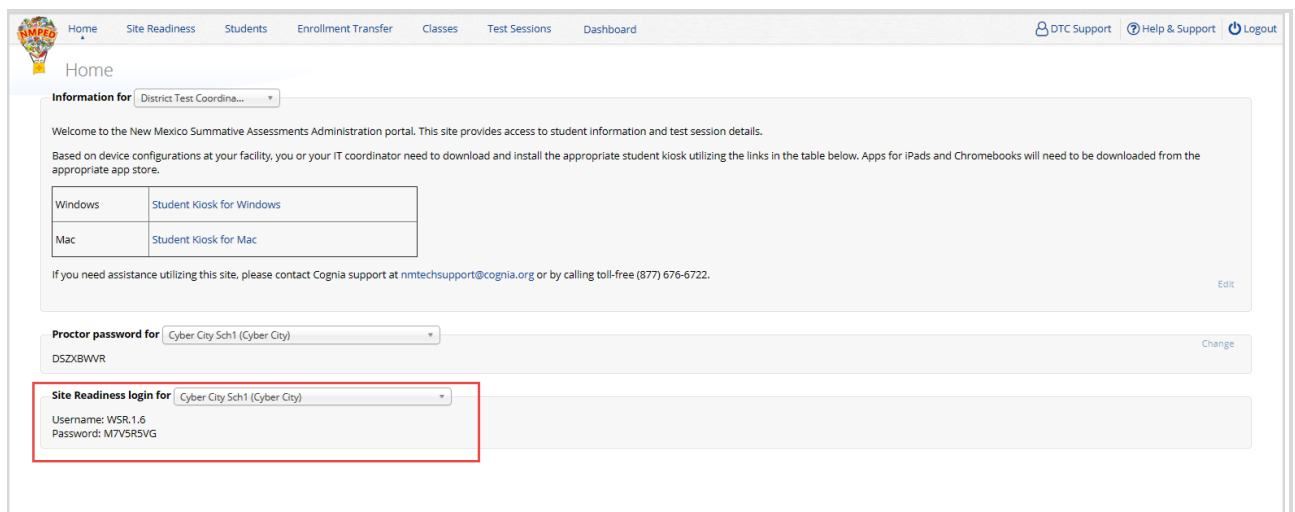 NMPED
Home Site Readiness Students Enrollment Transfer Classes Test Sessions Dashboard DTC Support Help & Support Logout
Home
Information for District Test Coordina...
Welcome to the New Mexico Summative Assessments Administration portal. This site provides access to student information and test session details.
Based on device configurations at your facility, you or your IT coordinator need to download and install the appropriate student kiosk utilizing the links in the table below. Apps for iPads and Chromebooks will need to be downloaded from the
appropriate app store.
Windows Student Kiosk for Windows
Mac Student Kiosk for Mac
If you need assistance utilizing this site, please contact Cognia support at nmtechsupport@cognia.org or by calling toll-free (877) 676-6722.
Edit
Proctor password for Cyber City Sch1 (Cyber City)
Change
DSZXBWVR
Site Readiness login for Cyber City Sch1 (Cyber City)
Username: WSR.1.6
Password: M7V5R5VG